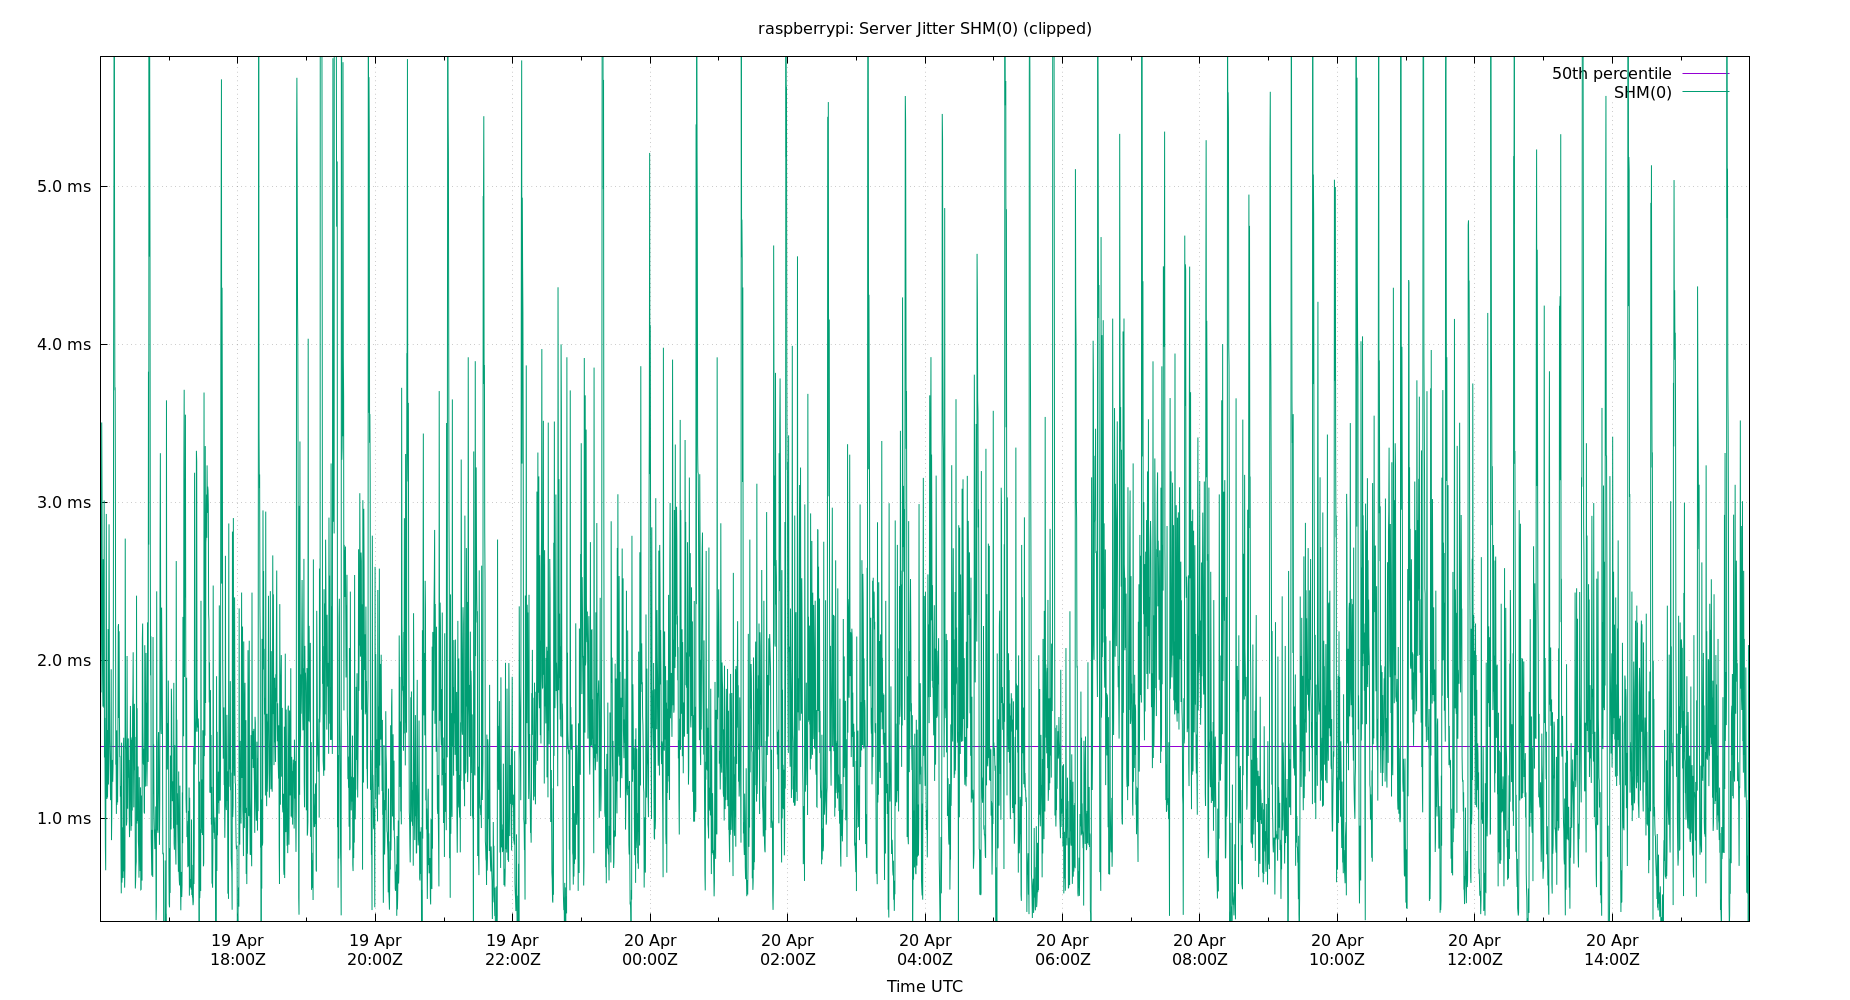 raspberrypi: Server Jitter SHM(0) (clipped)
50th percentile
SHM(0)
5.0 ms
4.0 ms
3.0 ms
2.0 ms
1.0 ms
19 Apr 19 Apr 19 Apr 20 Apr 20 Apr 20 Apr 20 Apr 20 Apr 20 Apr 20 Apr 20 Apr
18:00Z 20:00Z 22:00Z 00:00Z 02:00Z 04:00Z 06:00Z 08:00Z 10:00Z 12:00Z 14:00Z
Time UTC